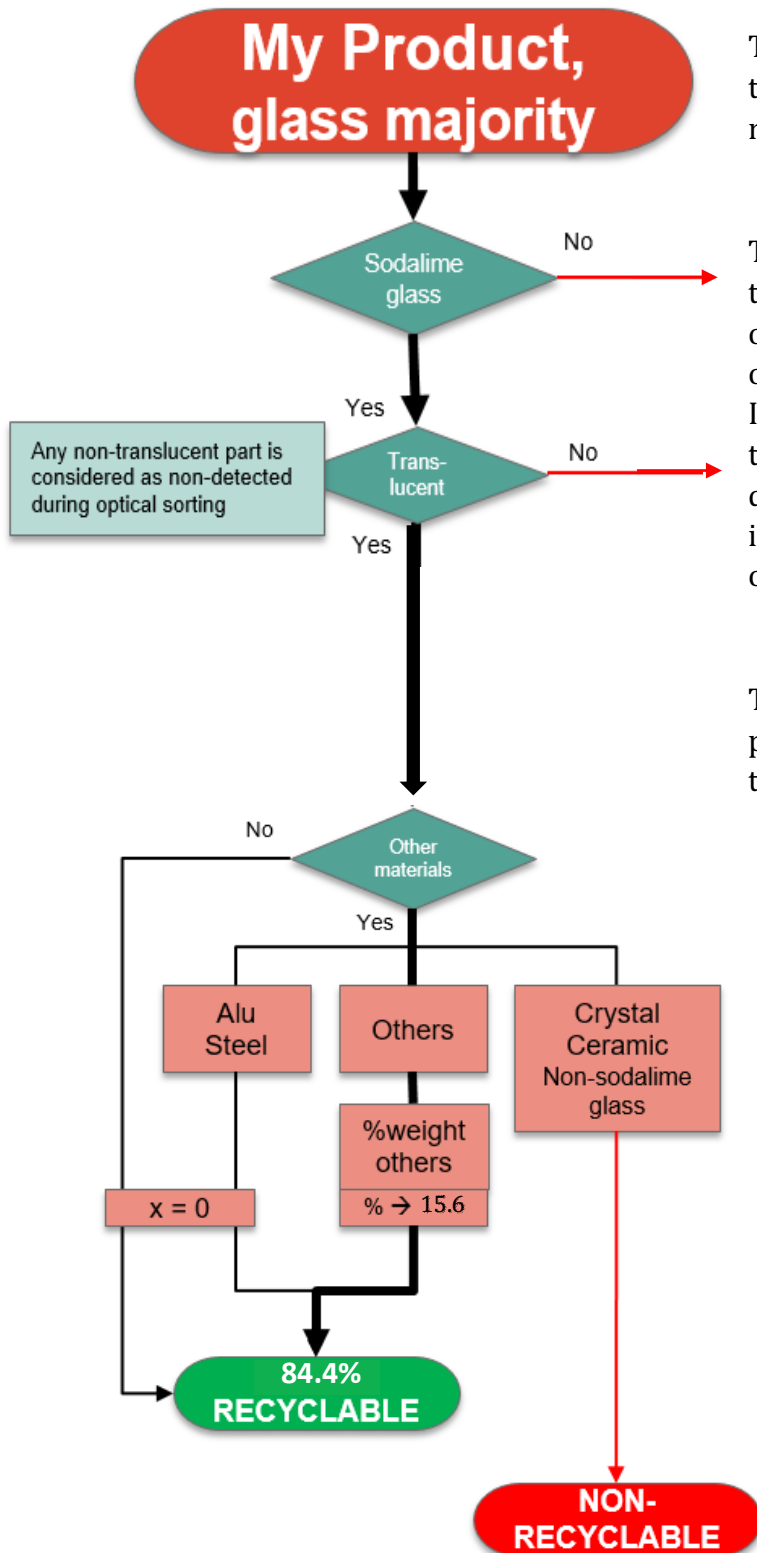 My Product,
glass majority
No
Sodalime
glass
Yes
No
Any non-translucent part is
considered as non-detected
during optical sorting
Trans-
lucent
Yes
No
Other
materials
Yes
Alu
Steel
Others
Crystal
Ceramic
Non-sodalime
glass
%weight
others
x = 0
% → 15.6
84.4%
RECYCLABLE
NON-
RECYCLABLE